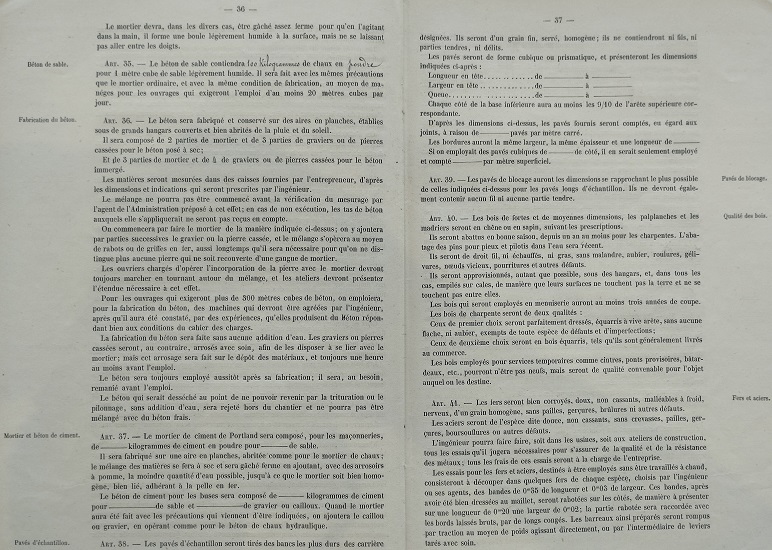 — 36 —
Le mortier devra, dans les divers cas, être gâché assez ferme pour qu'en l'agitant
dans la main, il forme une boule légèrement humide à la surface, mais ne se laissant
pas aller entre les doigts.
Béton de sable.
ART. 35. — Le béton de sable contiendra kilogrammes de chaux en poudre
pour 1 mètre cube de sable légèrement humide. Il sera fait avec les mêmes précautions
que le mortier ordinaire, et avec la même condition de fabrication, au moyen de ma-
nèges pour les ouvrages qui exigeront l'emploi d'au moins 20 mètres cubes par
jour.
Fabrication du béton.
ART. 36. — Le béton sera fabriqué et conservé sur des aires en planches, établies
sous de grands hangars couverts et bien abrités de la pluie et du soleil.
Il sera composé de 2 parties de mortier et de 3 parties de graviers ou de pierres
cassées pour le béton posé à sec;
Et de 3 parties de mortier et de 4 de graviers ou de pierres cassées pour le béton
immergé.
Les matières seront mesurées dans des caisses fournies par l'entrepreneur, d'après
les dimensions et indications qui seront prescrites par l'ingénieur.
Le mélange ne pourra pas être commencé avant la vérification du mesurage par
l'agent de l'Administration préposé à cet effet; en cas de non exécution, les tas de béton
auxquels elle s'appliquerait ne seront pas reçus en compte.
On commencera par faire le mortier de la manière indiquée ci-dessus; on y ajoutera
par parties successives le gravier ou la pierre cassée, et le mélange s'opérera au moyen
de rabots ou de griffes en fer, aussi longtemps qu'il sera nécessaire pour qu'on ne dis-
tingue plus aucune pierre qui ne soit recouverte d'une gangue de mortier.
Les ouvriers chargés d'opérer l'incorporation de la pierre avec le mortier devront
toujours marcher en tournant autour du mélange, et les ateliers devront présenter
l'étendue nécessaire à cet effet.
Pour les ouvrages qui exigeront plus de 300 mètres cubes de béton, on emploiera,
pour la fabrication du béton, des machines qui devront être agréées par l'ingénieur,
après qu'il aura été constaté, par des expériences, qu'elles produisent du béton répon-
dant bien aux conditions du cahier des charges.
La fabrication du béton sera faite sans aucune addition d'eau. Les graviers ou pierres
cassées seront, au contraire, arrosés avec soin, afin de les disposer à se lier avec le
mortier; mais cet arrosage sera fait sur le dépôt des matériaux, et toujours une heure
au moins avant l'emploi.
Le béton sera toujours employé aussitôt après sa fabrication; il sera, au besoin,
remanié avant l'emploi.
Le béton qui serait desséché au point de ne pouvoir revenir par la trituration ou le
pilonnage, sans addition d'eau, sera rejeté hors du chantier et ne pourra pas être
mélangé avec du béton frais.
Mortier et béton de ciment.
ART. 37. — Le mortier de ciment de Portland sera composé, pour les maçonneries,
de — kilogrammes de ciment en poudre pour — de sable.
Il sera fabriqué sur une aire en planches, abritée comme pour le mortier de chaux;
le mélange des matières se fera à sec et sera gâché ferme en ajoutant, avec des arrosoirs
à pomme, la moindre quantité d'eau possible, jusqu'à ce que le mortier soit bien homo-
gène, bien lié, adhérant à la pelle en fer.
Le béton de ciment pour les bases sera composé de — kilogrammes de ciment
pour — de sable et — de gravier ou cailloux. Quand le mortier
aura été fait avec les précautions qui viennent d'être indiquées, on ajoutera le caillou
ou gravier, en opérant comme pour le béton de chaux hydraulique.
Pavés d'échantillon.
ART. 38. — Les pavés d'échantillon seront tirés des bancs les plus durs des carrière
— 37 —
désignées. Ils seront d'un grain fin, serré, homogène; ils ne contiendront ni fils, ni
parties tendres, ni délits.
Les pavés seront de forme cubique ou prismatique, et présenteront les dimensions
indiquées ci-après :
Longueur en tête ............ de — à —
Largeur en tête ............ de — à —
Queue ............ de — à —
Chaque côté de la base inférieure aura au moins les 9/10 de l'arête supérieure cor-
respondante.
D'après les dimensions ci-dessus, les pavés fournis seront comptés, eu égard aux
joints, à raison de — pavés par mètre carré.
Les bordures auront la même largeur, la même épaisseur et une longueur de —
Si on employait des pavés cubiques de — de côté, il en serait seulement employé
et compté — par mètre superficiel.
Pavés de blocage.
ART. 39. — Les pavés de blocage auront les dimensions se rapprochant le plus possible
de celles indiquées ci-dessus pour les pavés longs d'échantillon. Ils ne devront égale-
ment contenir aucun fil ni aucune partie tendre.
Qualité des bois.
ART. 40. — Les bois de fortes et de moyennes dimensions, les palplanches et les
madriers seront en chêne ou en sapin, suivant les prescriptions.
Ils seront abattus en bonne saison, depuis un an au moins pour les charpentes. L'aba-
tage des pins pour pieux et pilotis dans l'eau sera récent.
Ils seront de droit fil, ni échauffés, ni gras, sans malandre, aubier, roulures, géli-
vures, nœuds vicieux, pourritures et autres défauts.
Ils seront approvisionnés, autant que possible, sous des hangars, et, dans tous les
cas, empilés sur cales, de manière que leurs surfaces ne touchent pas la terre et ne se
touchent pas entre elles.
Les bois qui seront employés en menuiserie auront au moins trois années de coupe.
Les bois de charpente seront de deux qualités :
Ceux de premier choix seront parfaitement dressés, équarris à vive arête, sans aucune
flache, ni aubier, exempts de toute espèce de défauts et d'imperfections;
Ceux de deuxième choix seront en bois équarris, tels qu'ils sont généralement livrés
au commerce.
Les bois employés pour services temporaires comme cintres, ponts provisoires, bâtar-
deaux, etc., pourront n'être pas neufs, mais seront de qualité convenable pour l'objet
auquel on les destine.
Fers et aciers.
ART. 41. — Les fers seront bien corroyés, doux, non cassants, malléables à froid,
nerveux, d'un grain homogène, sans pailles, gerçures, brûlures ni autres défauts.
Les aciers seront de l'espèce dite douce, non cassants, sans crevasses, pailles, ger-
çures, boursouflures ou autres défauts.
L'ingénieur pourra faire faire, soit dans les usines, soit aux ateliers de construction,
tous les essais qu'il jugera nécessaires pour s'assurer de la qualité et de la résistance
des métaux; tous les frais de ces essais seront à la charge de l'entreprise.
Les essais pour les fers et aciers, destinés à être employés sans être travaillés à chaud,
consisteront à découper dans quelques fers de chaque espèce, choisis par l'ingénieur
ou ses agents, des bandes de 0m35 de longueur et 0m05 de largeur. Ces bandes, après
avoir été bien dressées au maillet, seront rabotées sur les côtés, de manière à présenter
sur une longueur de 0m20 une largeur de 0m02; la partie rabotée sera raccordée avec
les bords laissés bruts, par de longs congés. Les barreaux ainsi préparés seront rompus
par traction au moyen de poids agissant directement, ou par l'intermédiaire de leviers
tarés avec soin.